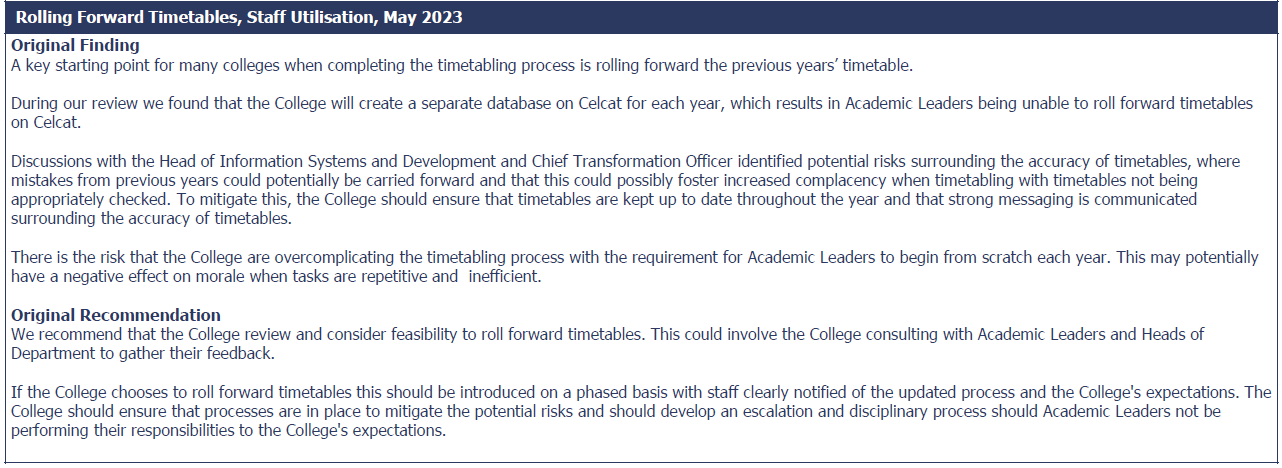 Rolling Forward Timetables, Staff Utilisation, May 2023
Original Finding
A key starting point for many colleges when completing the timetabling process is rolling forward the previous years’ timetable.
During our review we found that the College will create a separate database on Celcat for each year, which results in Academic Leaders being unable to roll forward timetables
on Celcat.
Discussions with the Head of Information Systems and Development and Chief Transformation Officer identified potential risks surrounding the accuracy of timetables, where
mistakes from previous years could potentially be carried forward and that this could possibly foster increased complacency when timetabling with timetables not being
appropriately checked. To mitigate this, the College should ensure that timetables are kept up to date throughout the year and that strong messaging is communicated
surrounding the accuracy of timetables.
There is the risk that the College are overcomplicating the timetabling process with the requirement for Academic Leaders to begin from scratch each year. This may potentially
have a negative effect on morale when tasks are repetitive and  inefficient.
Original Recommendation
We recommend that the College review and consider feasibility to roll forward timetables. This could involve the College consulting with Academic Leaders and Heads of
Department to gather their feedback.
If the College chooses to roll forward timetables this should be introduced on a phased basis with staff clearly notified of the updated process and the College's expectations. The
College should ensure that processes are in place to mitigate the potential risks and should develop an escalation and disciplinary process should Academic Leaders not be
performing their responsibilities to the College's expectations.